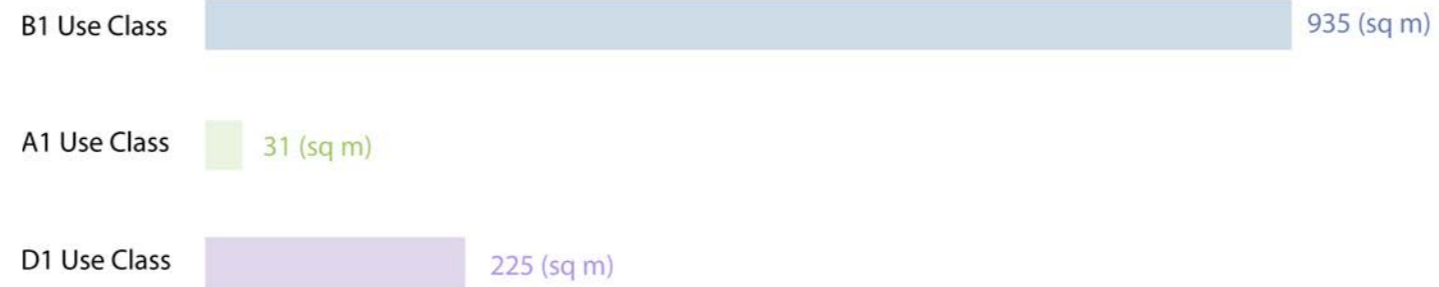 B1 Use Class 935 (sq m)
A1 Use Class 31 (sq m)
D1 Use Class 225 (sq m)